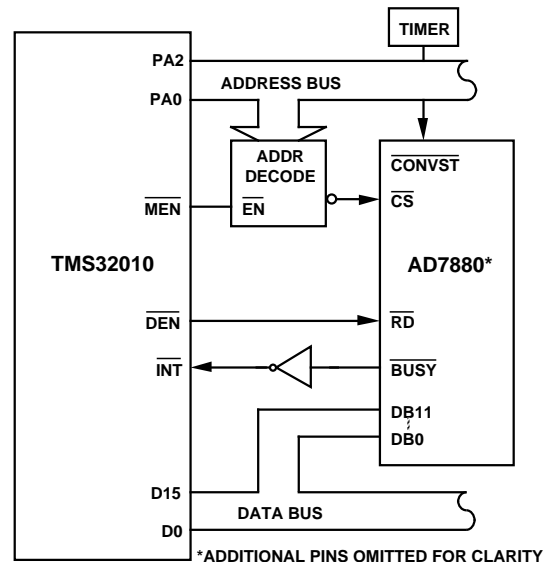 TIMER
PA2
ADDRESS BUS
PA0
ADDR
DECODE
CONVST
MEN
EN
CS
TMS32010
AD7880*
DEN
RD
INT
BUSY
DB11
DB0
D15
DATA BUS
D0
*ADDITIONAL PINS OMITTED FOR CLARITY